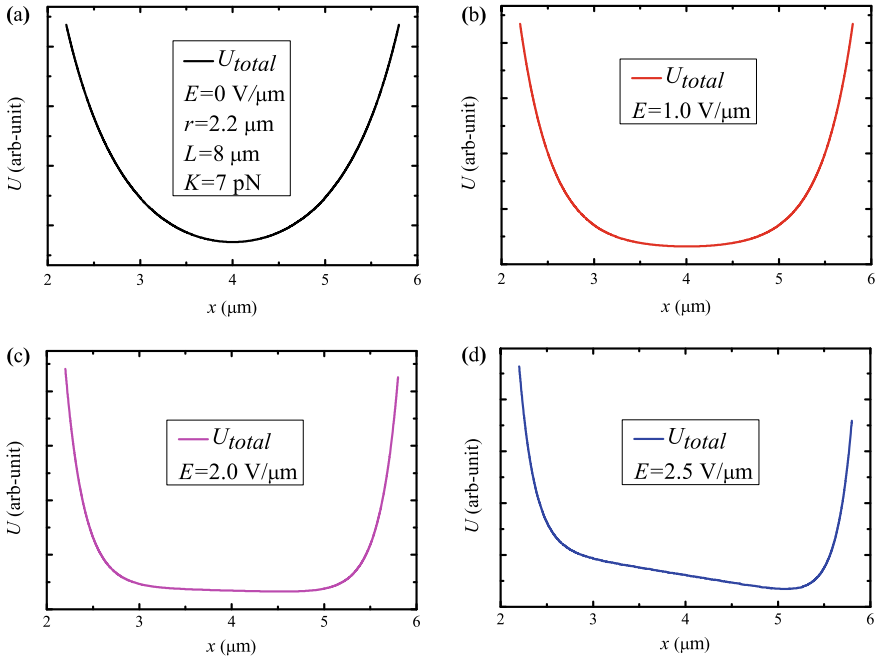 (a)
U (arb-unit)
U_total
E=0 V/μm
r=2.2 μm
L=8 μm
K=7 pN
2 3 4 5 6
x (μm)
(b)
U (arb-unit)
U_total
E=1.0 V/μm
2 3 4 5 6
x (μm)
(c)
U (arb-unit)
U_total
E=2.0 V/μm
2 3 4 5 6
x (μm)
(d)
U (arb-unit)
U_total
E=2.5 V/μm
2 3 4 5 6
x (μm)